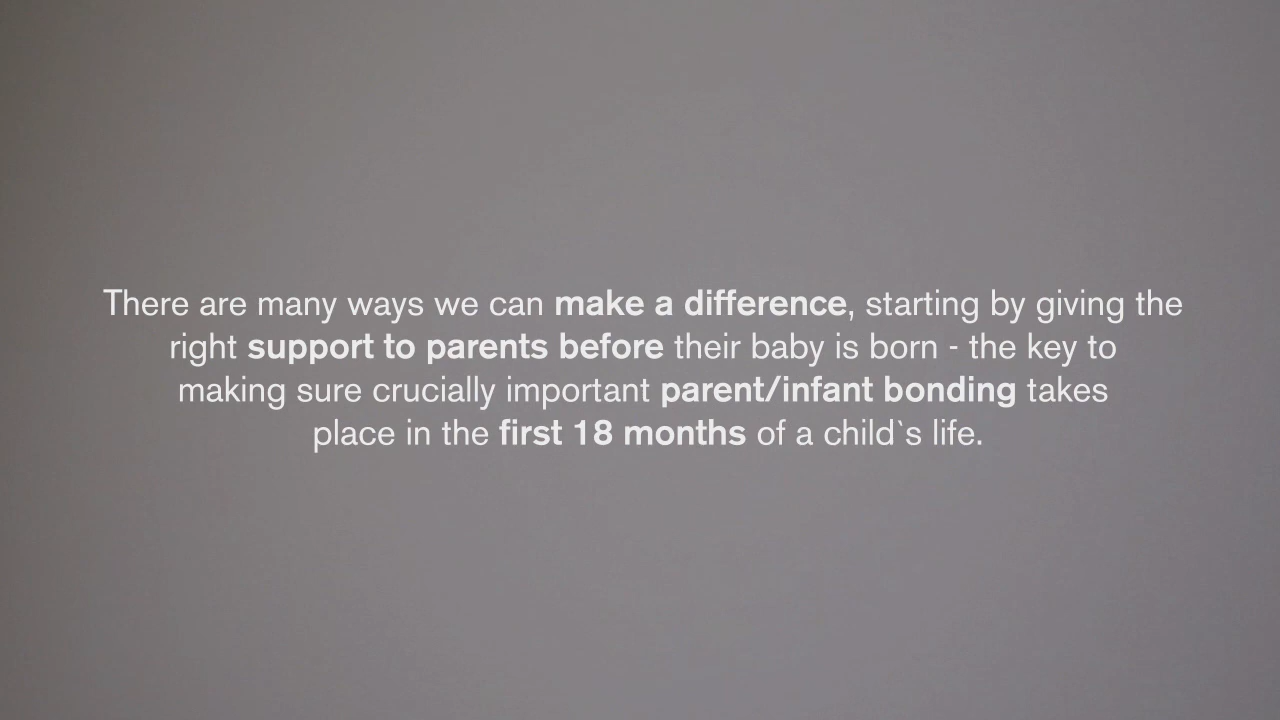 There are many ways we can make a difference, starting by giving the
right support to parents before their baby is born - the key to
making sure crucially important parent/infant bonding takes
place in the first 18 months of a child`s life.